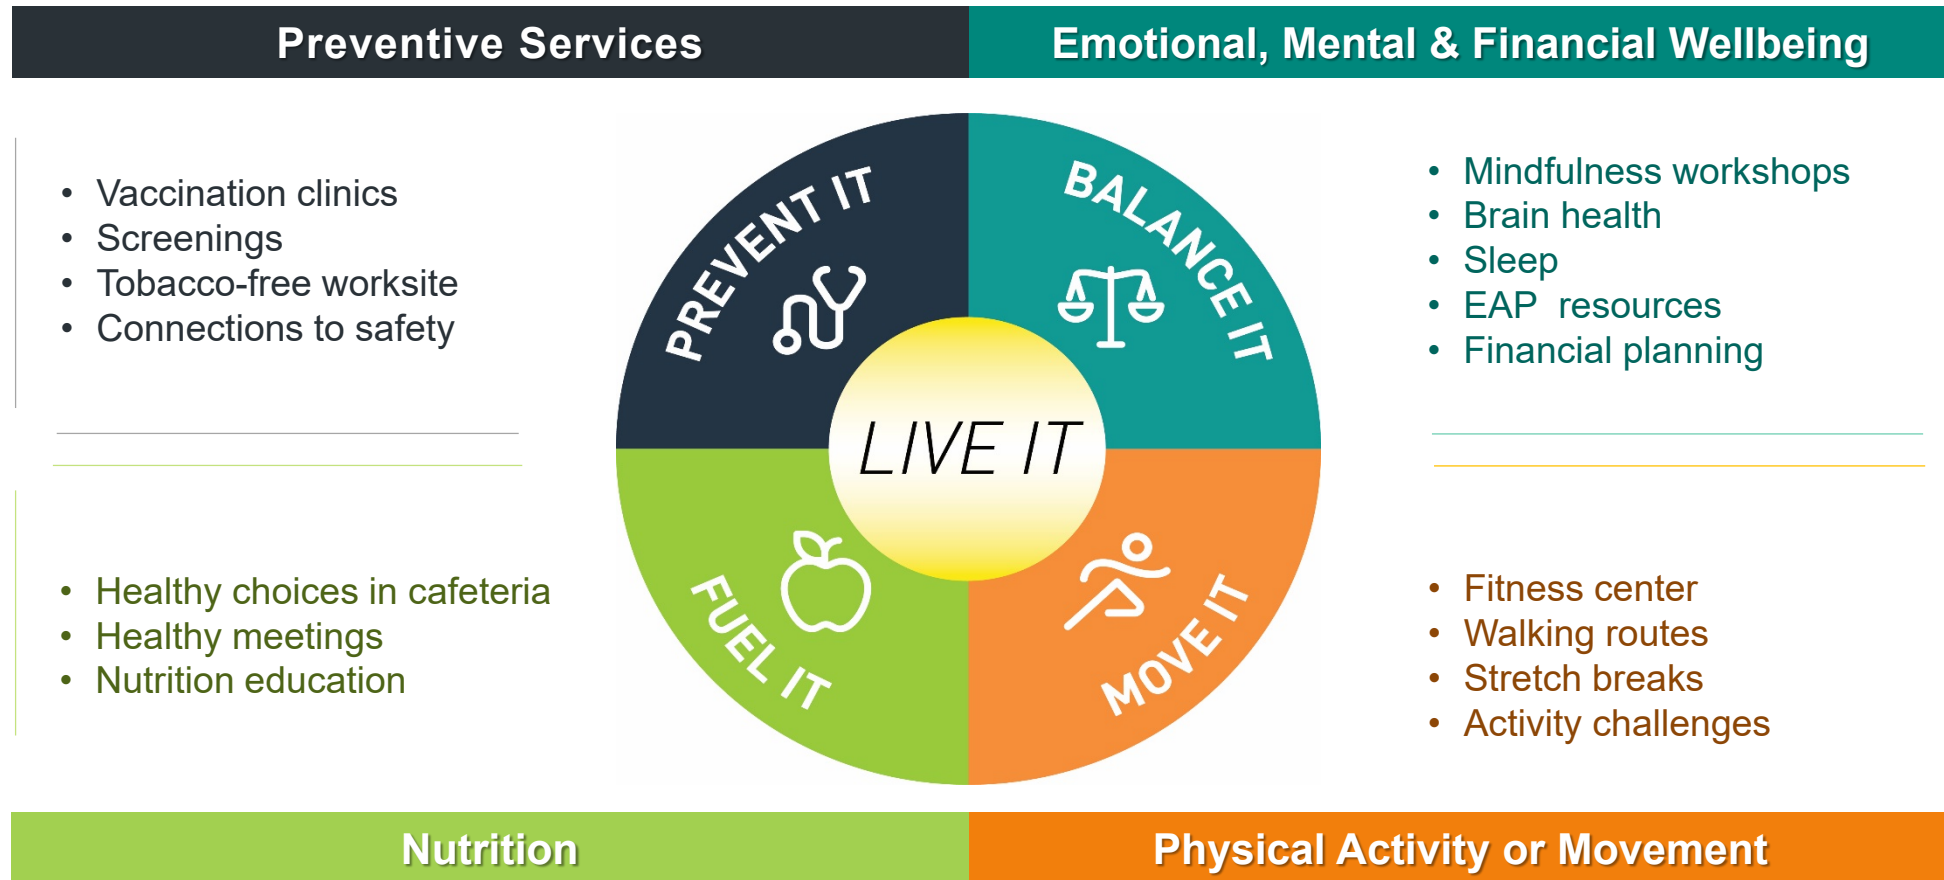 Preventive Services
Emotional, Mental & Financial Wellbeing
• Vaccination clinics
• Screenings
• Tobacco-free worksite
• Connections to safety
PREVENT IT
BALANCE IT
• Mindfulness workshops
• Brain health
• Sleep
• EAP  resources
• Financial planning
LIVE IT
• Healthy choices in cafeteria
• Healthy meetings
• Nutrition education
FUEL IT
MOVE IT
• Fitness center
• Walking routes
• Stretch breaks
• Activity challenges
Nutrition
Physical Activity or Movement